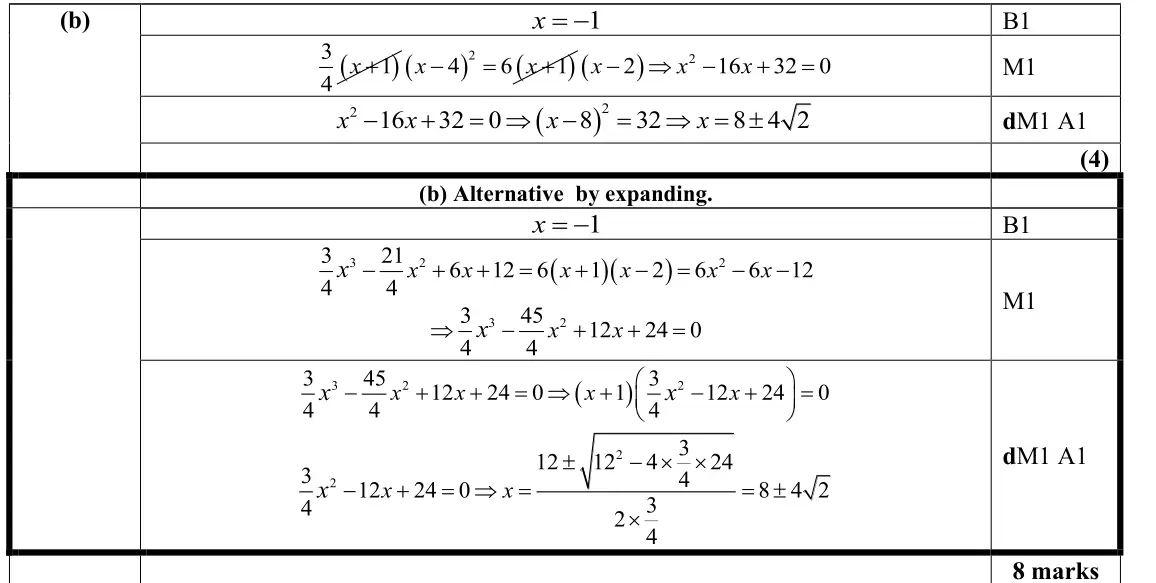 (b) x = −1 B1
3/4 (x+1)(x−4)² = 6(x+1)(x−2) ⇒ x² −16x + 32 = 0 M1
x² −16x + 32 = 0 ⇒ (x−8)² = 32 ⇒ x = 8 ± 4√2 dM1 A1
(4)
(b) Alternative by expanding.
x = −1 B1
3/4 x³ − 21/4 x² + 6x + 12 = 6(x+1)(x−2) = 6x² − 6x − 12
⇒ 3/4 x³ − 45/4 x² + 12x + 24 = 0 M1
3/4 x³ − 45/4 x² + 12x + 24 = 0 ⇒ (x+1)(3/4 x² − 12x + 24) = 0
3/4 x² − 12x + 24 = 0 ⇒ x = (12 ± √(12² − 4 × 3/4 × 24)) / (2 × 3/4) = 8 ± 4√2 dM1 A1
8 marks